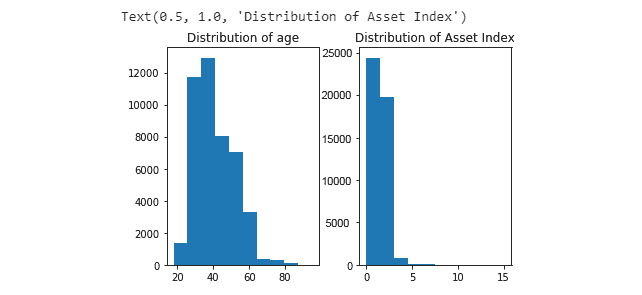 Text(0.5, 1.0, 'Distribution of Asset Index')
Distribution of age
Distribution of Asset Index
12000
10000
8000
6000
4000
2000
0
20 40 60 80
25000
20000
15000
10000
5000
0
0 5 10 15